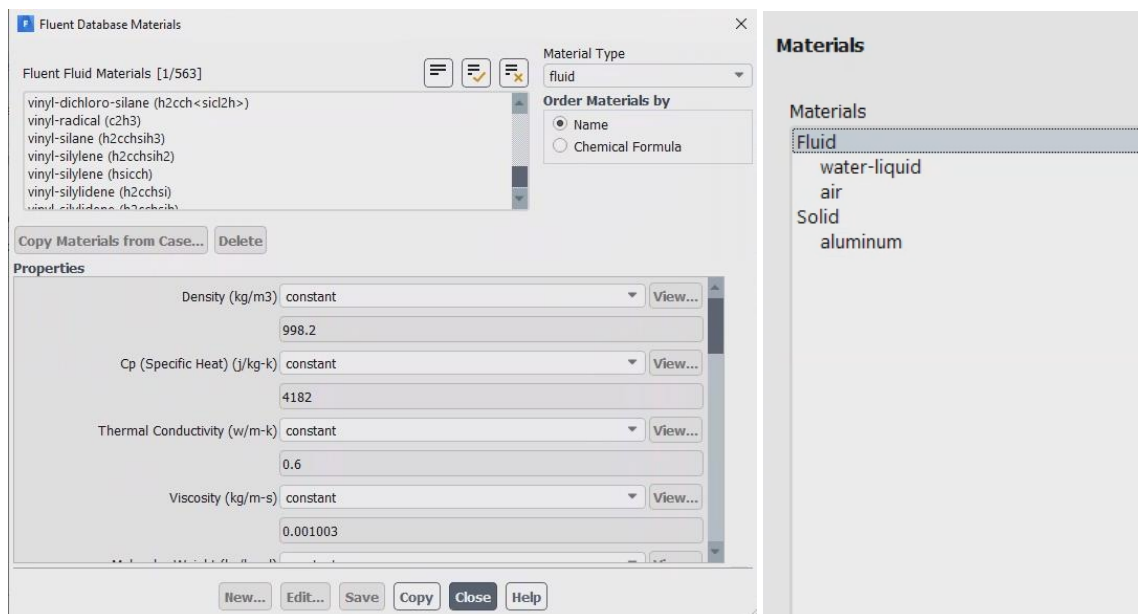 Fluent Database Materials
Fluent Fluid Materials [1/563]
vinyl-dichloro-silane (h2cch<sicl2h>)
vinyl-radical (c2h3)
vinyl-silane (h2cchsih3)
vinyl-silylene (h2cchsih2)
vinyl-silylene (hsicch)
vinyl-silylidene (h2cchsi)
vinyl-silylidene (h2cchsih)
Material Type
fluid
Order Materials by
Name
Chemical Formula
Copy Materials from Case... Delete
Properties
Density (kg/m3) constant View...
998.2
Cp (Specific Heat) (j/kg-k) constant View...
4182
Thermal Conductivity (w/m-k) constant View...
0.6
Viscosity (kg/m-s) constant View...
0.001003
New... Edit... Save Copy Close Help
Materials
Materials
Fluid
water-liquid
air
Solid
aluminum